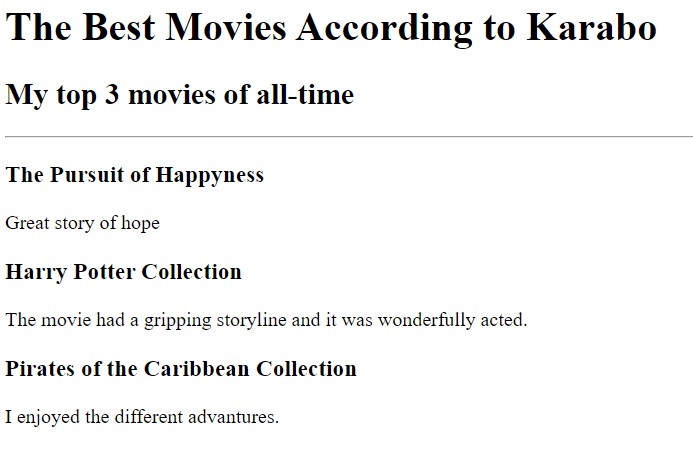 The Best Movies According to Karabo
My top 3 movies of all-time
The Pursuit of Happyness
Great story of hope
Harry Potter Collection
The movie had a gripping storyline and it was wonderfully acted.
Pirates of the Caribbean Collection
I enjoyed the different advantures.